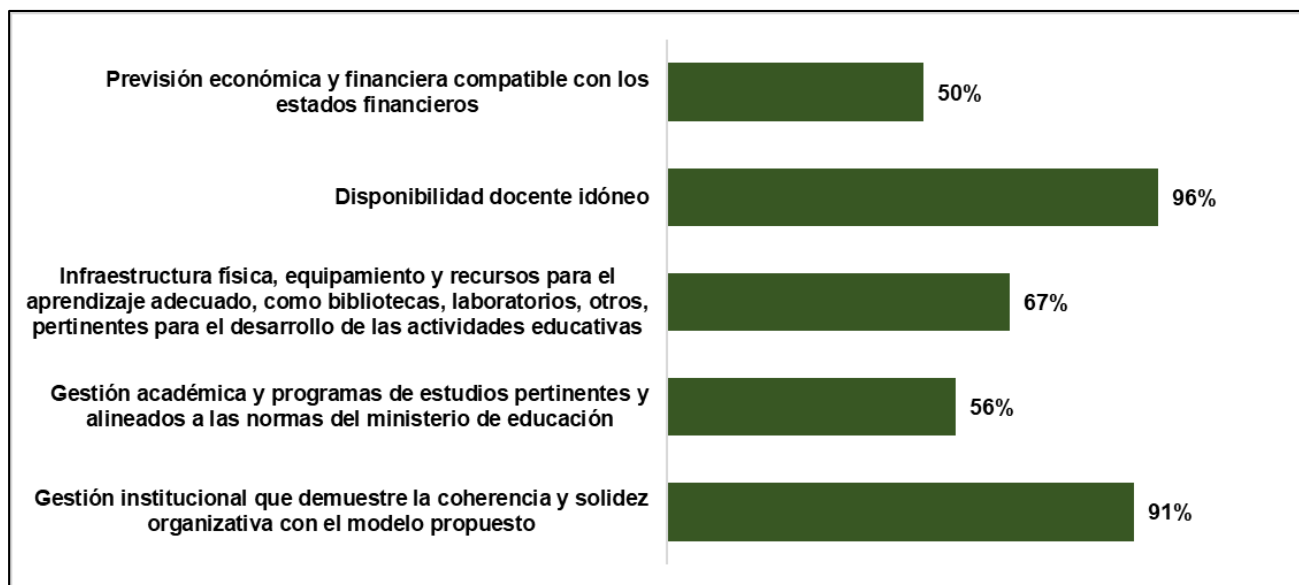 Previsión económica y financiera compatible con los
estados financieros
50%
Disponibilidad docente idóneo
96%
Infraestructura física, equipamiento y recursos para el
aprendizaje adecuado, como bibliotecas, laboratorios, otros,
pertinentes para el desarrollo de las actividades educativas
67%
Gestión académica y programas de estudios pertinentes y
alineados a las normas del ministerio de educación
56%
Gestión institucional que demuestre la coherencia y solidez
organizativa con el modelo propuesto
91%